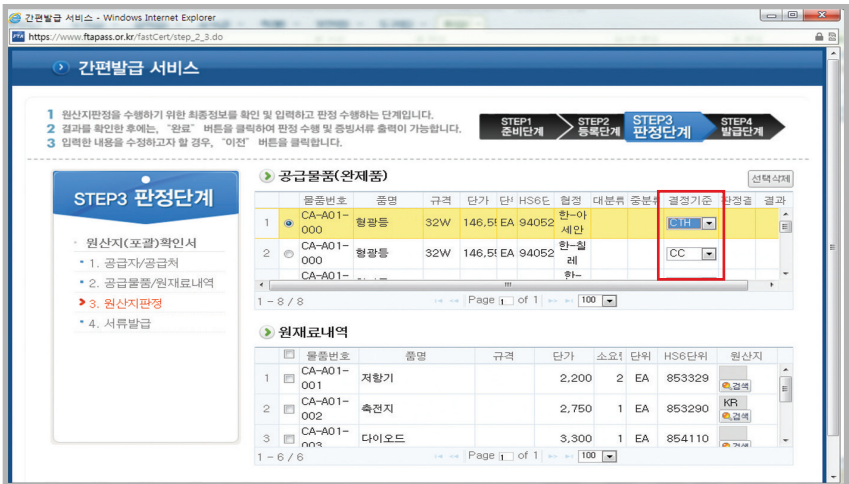 간편발급 서비스 - Windows Internet Explorer
https://www.ftapass.or.kr/fastCert/step_2_3.do
간편발급 서비스
1 원산지판정을 수행하기 위한 최종정보를 확인 및 입력하고 판정 수행하는 단계입니다.
2 결과를 확인한 후에는, "완료" 버튼을 클릭하여 판정 수행 및 증빙서류 출력이 가능합니다.
3 입력한 내용을 수정하고자 할 경우, "이전" 버튼을 클릭합니다.
STEP1 준비단계
STEP2 등록단계
STEP3 판정단계
STEP4 발급단계
STEP3 판정단계
원산지(포괄)확인서
1. 공급자/공급처
2. 공급물품/원재료내역
3. 원산지판정
4. 서류발급
공급물품(완제품)
선택삭제
물품번호 품명 규격 단가 HS6단 협정 대분류 중분류 결정기준 판정결 결과
1 CA-A01-000 형광등 32W 146,55 EA 94052 한-아세안 CTH
2 CA-A01-000 형광등 32W 146,55 EA 94052 한-칠레 CC
CA-A01- 한-
1 - 8 / 8 Page 1 of 1 100
원재료내역
물품번호 품명 규격 단가 소요 단위 HS6단위 원산지
1 CA-A01-001 저항기 2,200 2 EA 853329 검색
2 CA-A01-002 축전지 2,750 1 EA 853290 KR 검색
3 CA-A01-003 다이오드 3,300 1 EA 854110 검색
1 - 6 / 6 Page 1 of 1 100